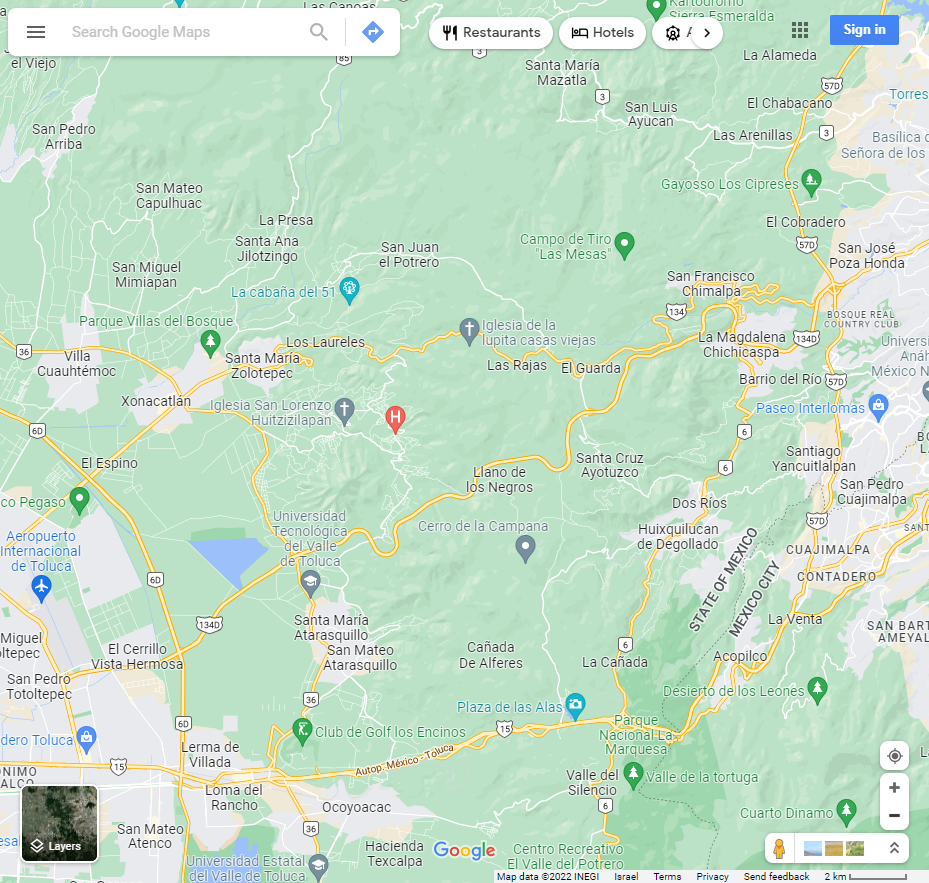 Las Canoas
Kartódromo
Sierra Esmeralda
Search Google Maps
Restaurants
Hotels
A
Sign in
el Viejo
85
3
La Alameda
Santa María
Mazatla
57D
3
El Chabacano
Torres
San Luis
Ayucan
San Pedro
Arriba
Las Arenillas
3
Basílica
Señora de los
San Mateo
Capulhuac
Gayosso Los Cipreses
La Presa
El Cobradero
Santa Ana
Jilotzingo
San Juan
el Potrero
Campo de Tiro
"Las Mesas"
57D
San José
Poza Honda
San Miguel
Mimiapan
San Francisco
Chimalpa
La cabaña del 51
134
Parque Villas del Bosque
Iglesia de la
lupita casas viejas
BOSQUE REAL
COUNTRY CLUB
Los Laureles
La Magdalena
Chichicaspa
134D
36
Villa
Cuauhtémoc
Santa María
Zolotepec
Las Rajas
El Guarda
Barrio del Río
57D
México N
Xonacatlán
Iglesia San Lorenzo
Huitzizilapan
H
Paseo Interlomas
6D
6
El Espino
Santa Cruz
Ayotuzco
Santiago
Yancuitlalpan
6
Llano de
los Negros
San Pedro
Cuajimalpa
co Pegaso
Dos Ríos
Universidad
Tecnológica
del Valle
de Toluca
Cerro de la Campana
57D
SANT
Huixquilucan
de Degollado
Aeropuerto
Internacional
de Toluca
CUAJIMALPA
STATE OF MEXICO
MEXICO CITY
CONTADERO
6D
134D
Santa María
Atarasquillo
La Venta
SAN BART
AMEYAL
Miguel
oltepec
El Cerrillo
Vista Hermosa
San Mateo
Atarasquillo
Cañada
De Alferes
6
La Cañada
Acopilco
San Pedro
Totoltepec
36
Desierto de los Leones
Plaza de las Alas
6D
Club de Golf los Encinos
15
Parque
Nacional La
Marquesa
dero Toluca
Lerma de
Villada
Autop. México - Toluca
15
Valle del
Silencio
Valle de la tortuga
Loma del
Rancho
Ocoyoacac
6
Cuarto Dinamo
Layers
San Mateo
Atenco
36
Hacienda
Texcalpa
Google
Centro Recreativo
El Valle del Potrero
Universidad Estatal
del Valle de Toluca
Map data ©2022 INEGI
Israel
Terms
Privacy
Send feedback
2 km